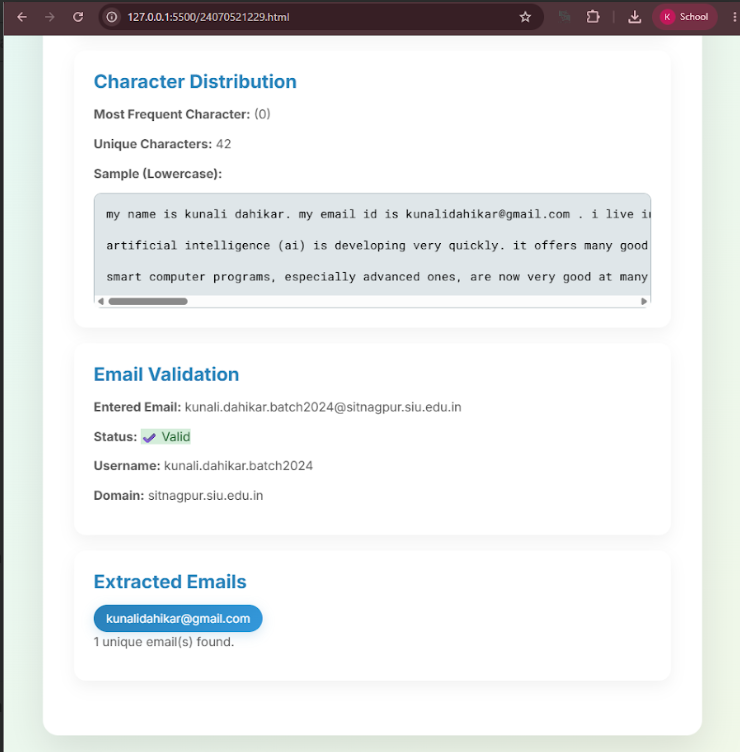 127.0.0.1:5500/24070521229.html
K School
Character Distribution
Most Frequent Character: (0)
Unique Characters: 42
Sample (Lowercase):
my name is kunali dahikar. my email id is kunalidahikar@gmail.com . i live in
artificial intelligence (ai) is developing very quickly. it offers many good
smart computer programs, especially advanced ones, are now very good at many
Email Validation
Entered Email: kunali.dahikar.batch2024@sitnagpur.siu.edu.in
Status: ✔ Valid
Username: kunali.dahikar.batch2024
Domain: sitnagpur.siu.edu.in
Extracted Emails
kunalidahikar@gmail.com
1 unique email(s) found.